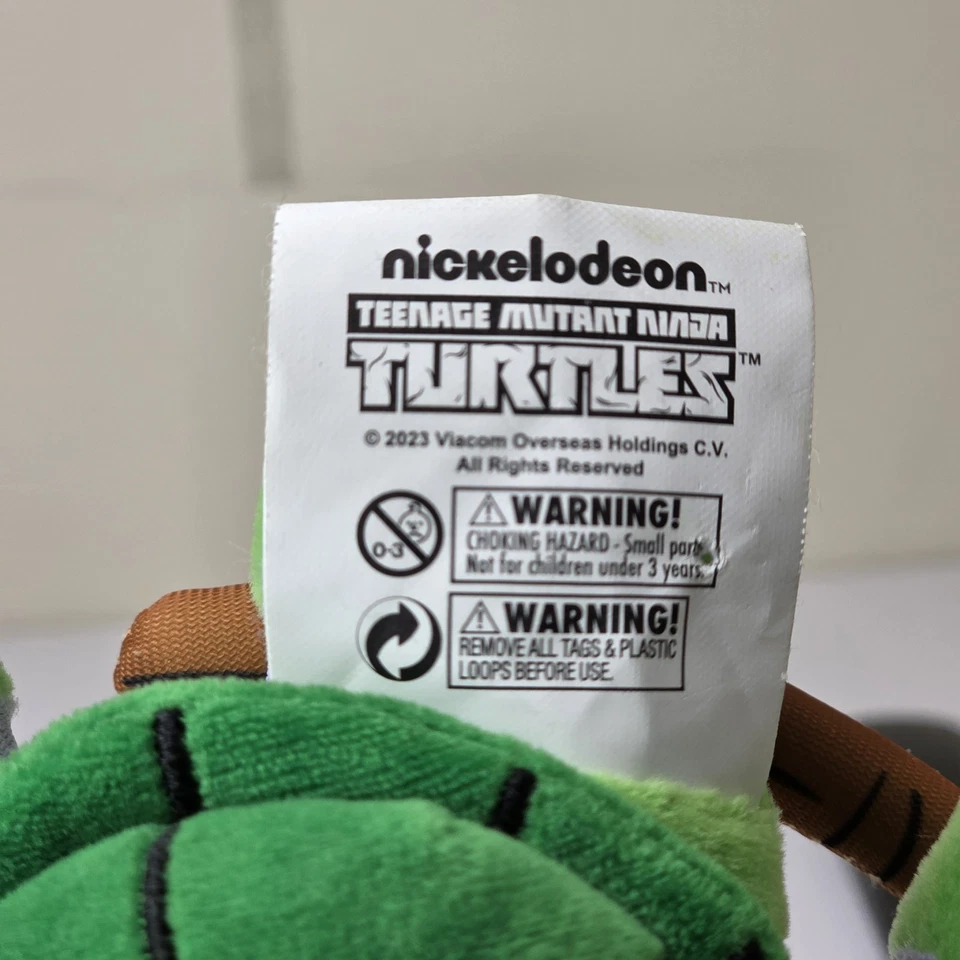 nickelodeon™
TEENAGE MUTANT NINJA
TURTLES™
© 2023 Viacom Overseas Holdings C.V.
All Rights Reserved
0-3
WARNING!
CHOKING HAZARD - Small parts
Not for children under 3 years.
WARNING!
REMOVE ALL TAGS & PLASTIC
LOOPS BEFORE USE.